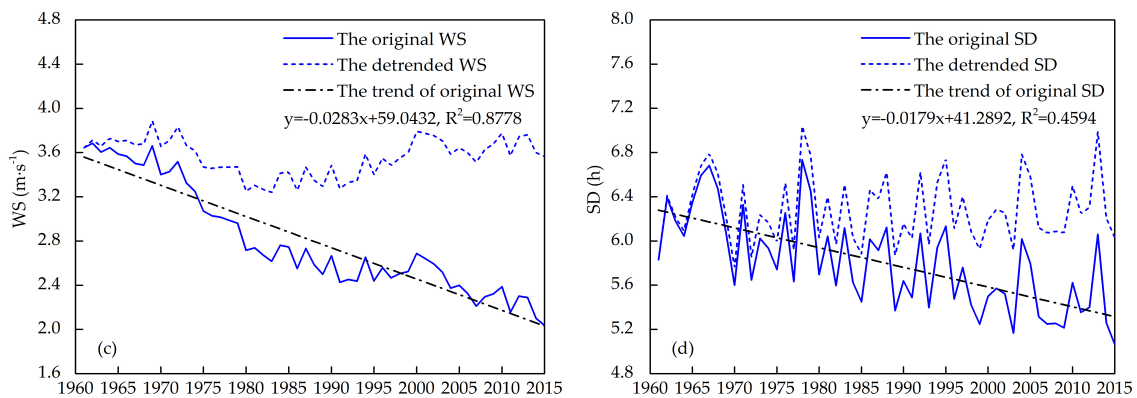 4.8
4.4
4.0
3.6
3.2
2.8
2.4
2.0
1.6
WS (m·s⁻¹)
The original WS
The detrended WS
The trend of original WS
y=-0.0283x+59.0432, R²=0.8778
(c)
1960 1965 1970 1975 1980 1985 1990 1995 2000 2005 2010 2015
8.0
7.6
7.2
6.8
6.4
6.0
5.6
5.2
4.8
SD (h)
The original SD
The detrended SD
The trend of original SD
y=-0.0179x+41.2892, R²=0.4594
(d)
1960 1965 1970 1975 1980 1985 1990 1995 2000 2005 2010 2015